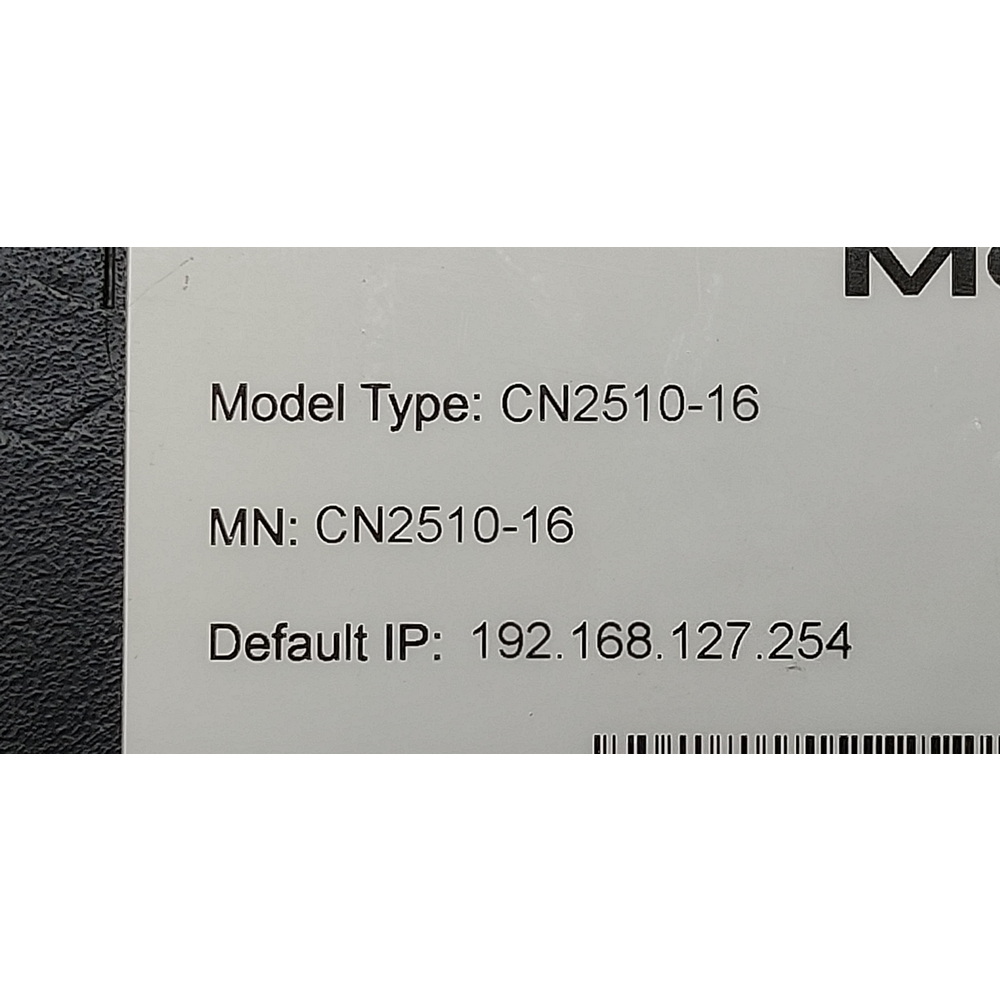 Model Type: CN2510-16
MN: CN2510-16
Default IP: 192.168.127.254